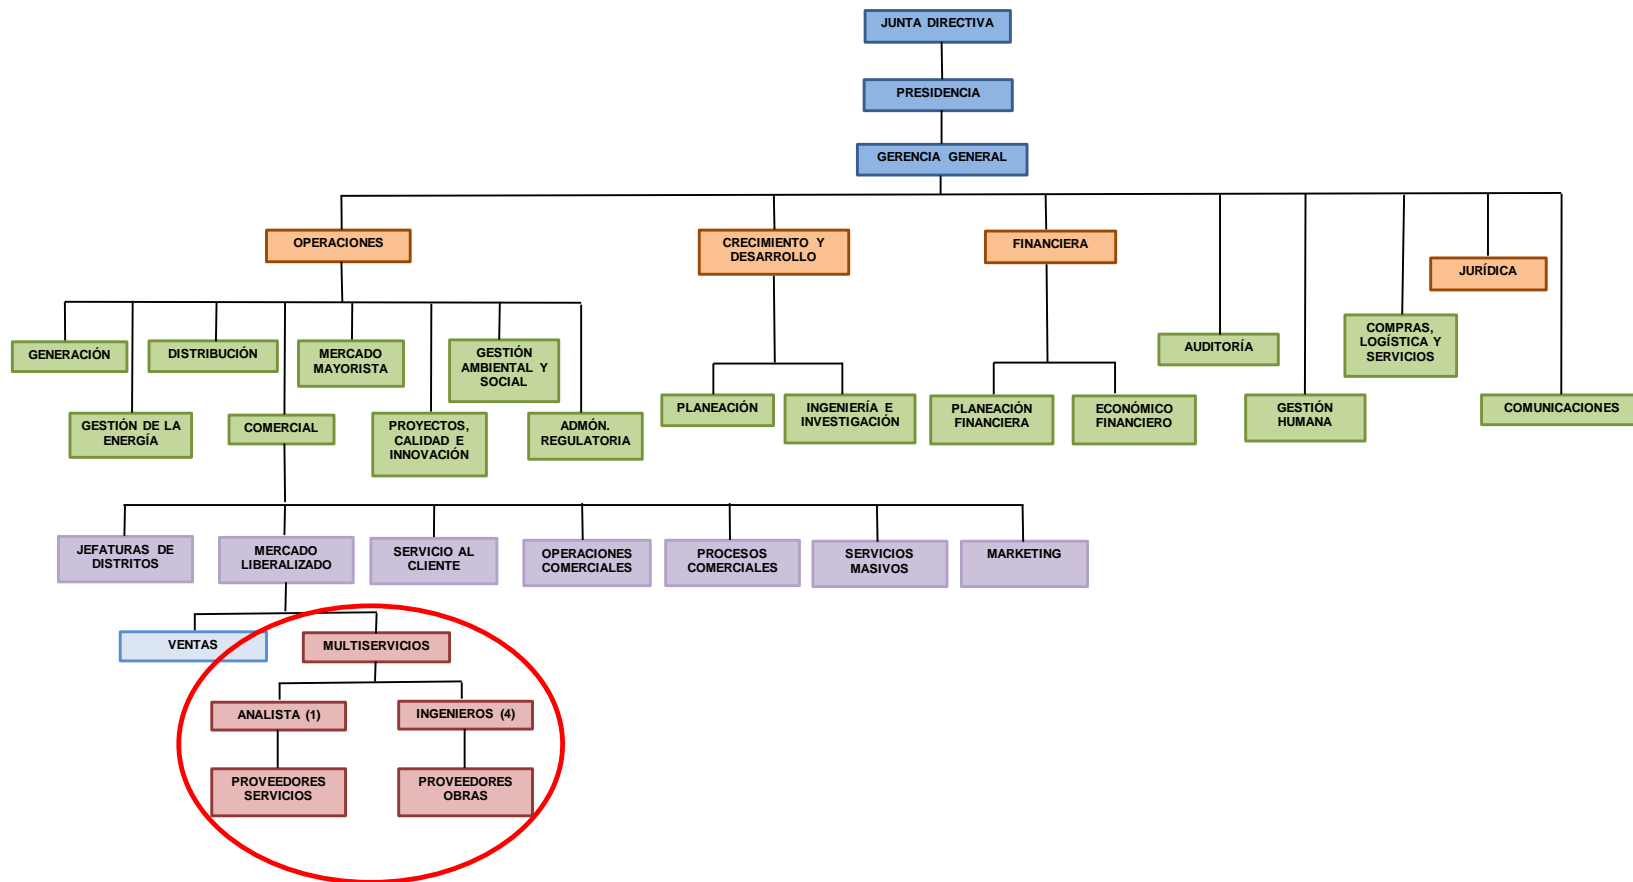 JUNTA DIRECTIVA
PRESIDENCIA
GERENCIA GENERAL
OPERACIONES
CRECIMIENTO Y
DESARROLLO
FINANCIERA
JURÍDICA
GENERACIÓN
DISTRIBUCIÓN
MERCADO
MAYORISTA
GESTIÓN
AMBIENTAL Y
SOCIAL
AUDITORÍA
COMPRAS,
LOGÍSTICA Y
SERVICIOS
GESTIÓN DE LA
ENERGÍA
COMERCIAL
PROYECTOS,
CALIDAD E
INNOVACIÓN
ADMÓN.
REGULATORIA
PLANEACIÓN
INGENIERÍA E
INVESTIGACIÓN
PLANEACIÓN
FINANCIERA
ECONÓMICO
FINANCIERO
GESTIÓN
HUMANA
COMUNICACIONES
JEFATURAS DE
DISTRITOS
MERCADO
LIBERALIZADO
SERVICIO AL
CLIENTE
OPERACIONES
COMERCIALES
PROCESOS
COMERCIALES
SERVICIOS
MASIVOS
MARKETING
VENTAS
MULTISERVICIOS
ANALISTA (1)
INGENIEROS (4)
PROVEEDORES
SERVICIOS
PROVEEDORES
OBRAS